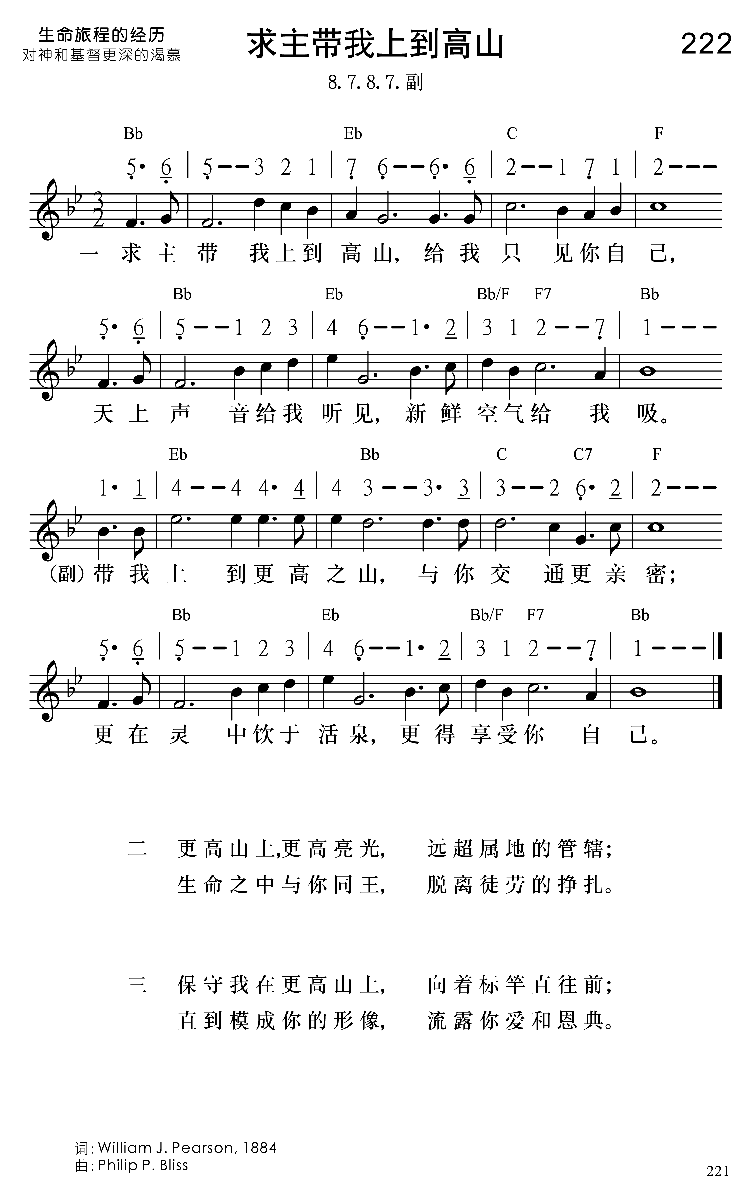 生命旅程的经历
对神和基督更深的渴慕
求主带我上到高山
222
8.7.8.7.副
Bb Eb C F
5· 6 | 5－－3 2 1 | 7 6－－6· 6 | 2－－1 7 1 | 2－－－
3/2
一 求 主 带 我上到 高山，给我 只 见你自 己，
Bb Eb Bb/F F7 Bb
5· 6 | 5－－1 2 3 | 4 6－－1· 2 | 3 1 2－－7 | 1－－－
天上 声 音给我 听见，新鲜 空气给 我 吸。
Eb Bb C C7 F
1· 1 | 4－－4 4· 4 | 4 3－－3· 3 | 3－－2 6· 2 | 2－－－
(副) 带我 上 到更高 之山，与你 交 通更亲 密；
Bb Eb Bb/F F7 Bb
5· 6 | 5－－1 2 3 | 4 6－－1· 2 | 3 1 2－－7 | 1－－－
更在 灵 中饮于 活泉，更得 享受你 自 己。
二 更高山上,更高亮光， 远超属地的管辖；
生命之中与你同王， 脱离徒劳的挣扎。
三 保守我在更高山上， 向着标竿直往前；
直到模成你的形像， 流露你爱和恩典。
词：William J. Pearson, 1884
曲：Philip P. Bliss
221